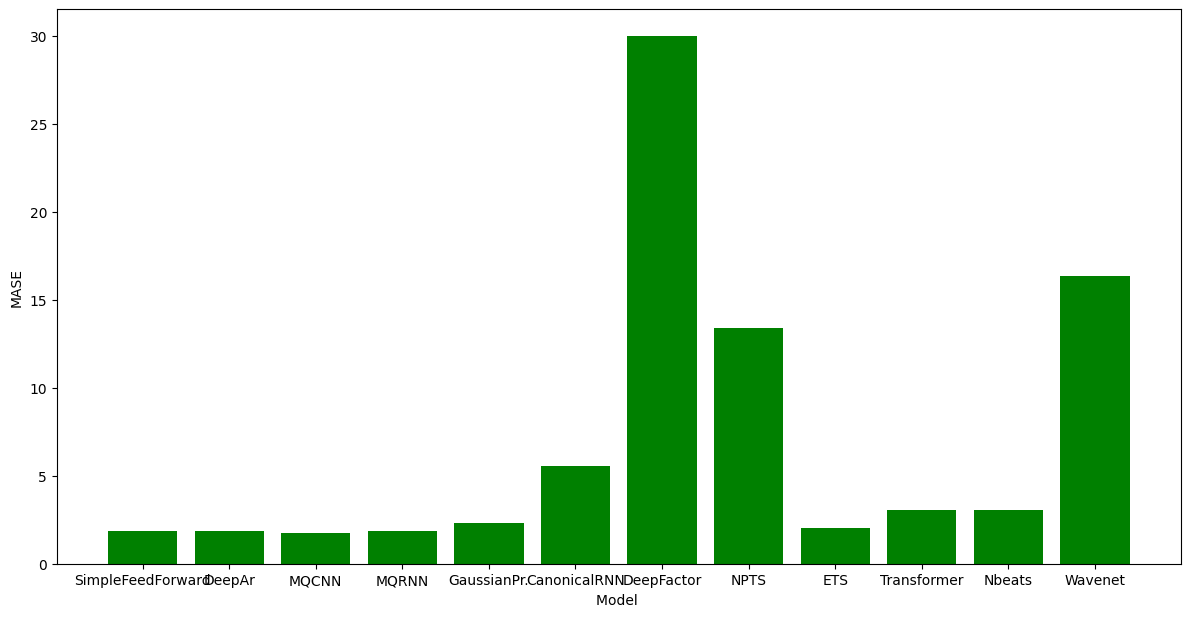 30
25
20
15
10
5
0
MASE
SimpleFeedForward DeepAr MQCNN MQRNN GaussianPr. CanonicalRNN DeepFactor NPTS ETS Transformer Nbeats Wavenet
Model